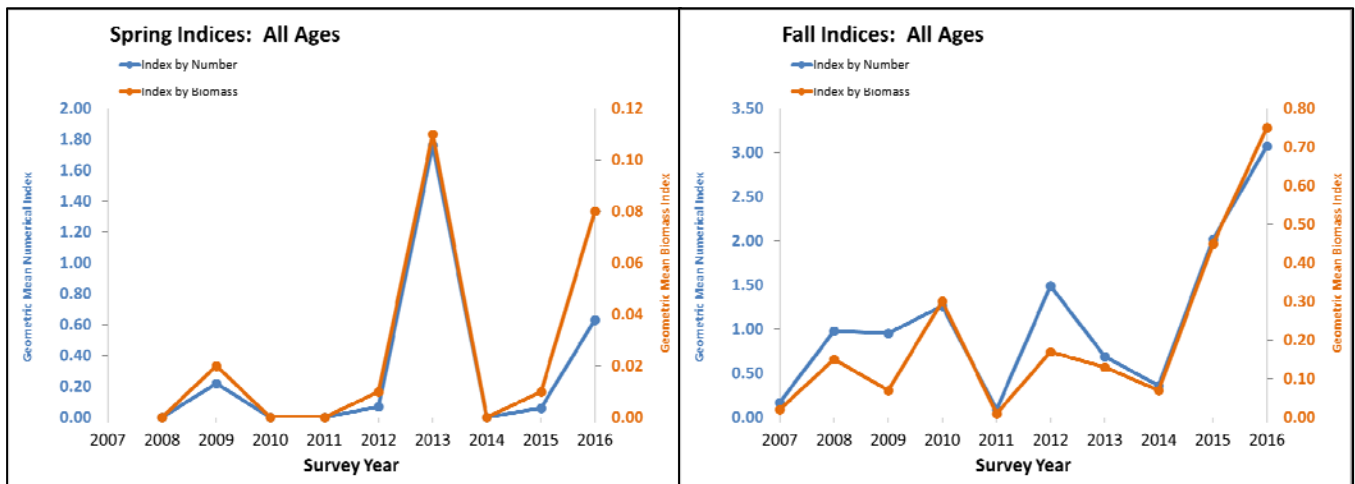 Spring Indices: All Ages
Index by Number
Index by Biomass
Geometric Mean Numerical Index
2.00
1.80
1.60
1.40
1.20
1.00
0.80
0.60
0.40
0.20
0.00
0.12
0.10
0.08
0.06
0.04
0.02
0.00
Geometric Mean Biomass Index
2007 2008 2009 2010 2011 2012 2013 2014 2015 2016
Survey Year
Fall Indices: All Ages
Index by Number
Index by Biomass
Geometric Mean Numerical Index
3.50
3.00
2.50
2.00
1.50
1.00
0.50
0.00
0.80
0.70
0.60
0.50
0.40
0.30
0.20
0.10
0.00
Geometric Mean Biomass Index
2007 2008 2009 2010 2011 2012 2013 2014 2015 2016
Survey Year